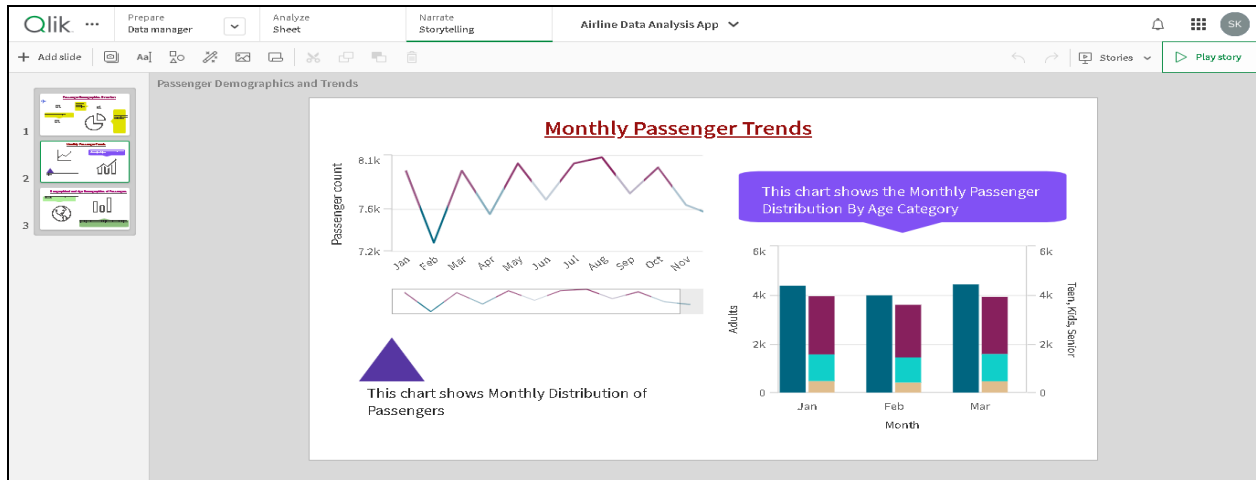 Qlik
Prepare
Data manager
Analyze
Sheet
Narrate
Storytelling
Airline Data Analysis App
SK
+ Add slide
Aa
Stories
Play story
Passenger Demographics and Trends
1
Monthly Passenger Trends
2
3
Monthly Passenger Trends
Passenger count
8.1k
7.6k
7.2k
Jan Feb Mar Apr May Jun Jul Aug Sep Oct Nov
This chart shows Monthly Distribution of
Passengers
This chart shows the Monthly Passenger
Distribution By Age Category
Adults
6k
4k
2k
0
6k
4k
2k
0
Teen, Kids, Senior
Jan Feb Mar
Month